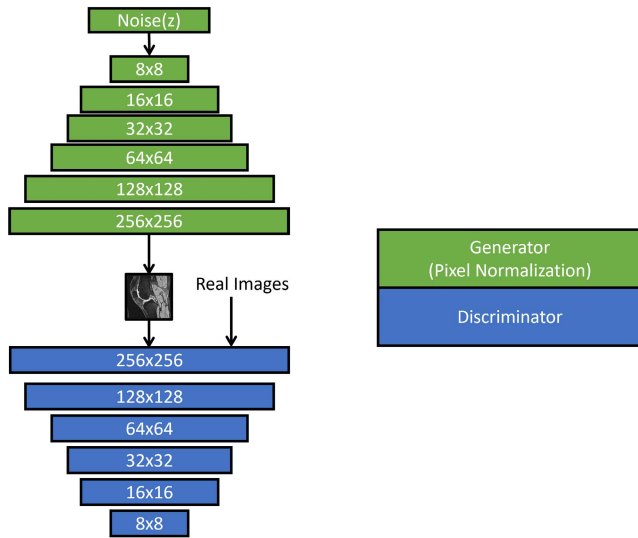 Noise(z)
8x8
16x16
32x32
64x64
128x128
256x256
Real Images
256x256
128x128
64x64
32x32
16x16
8x8
Generator
(Pixel Normalization)
Discriminator